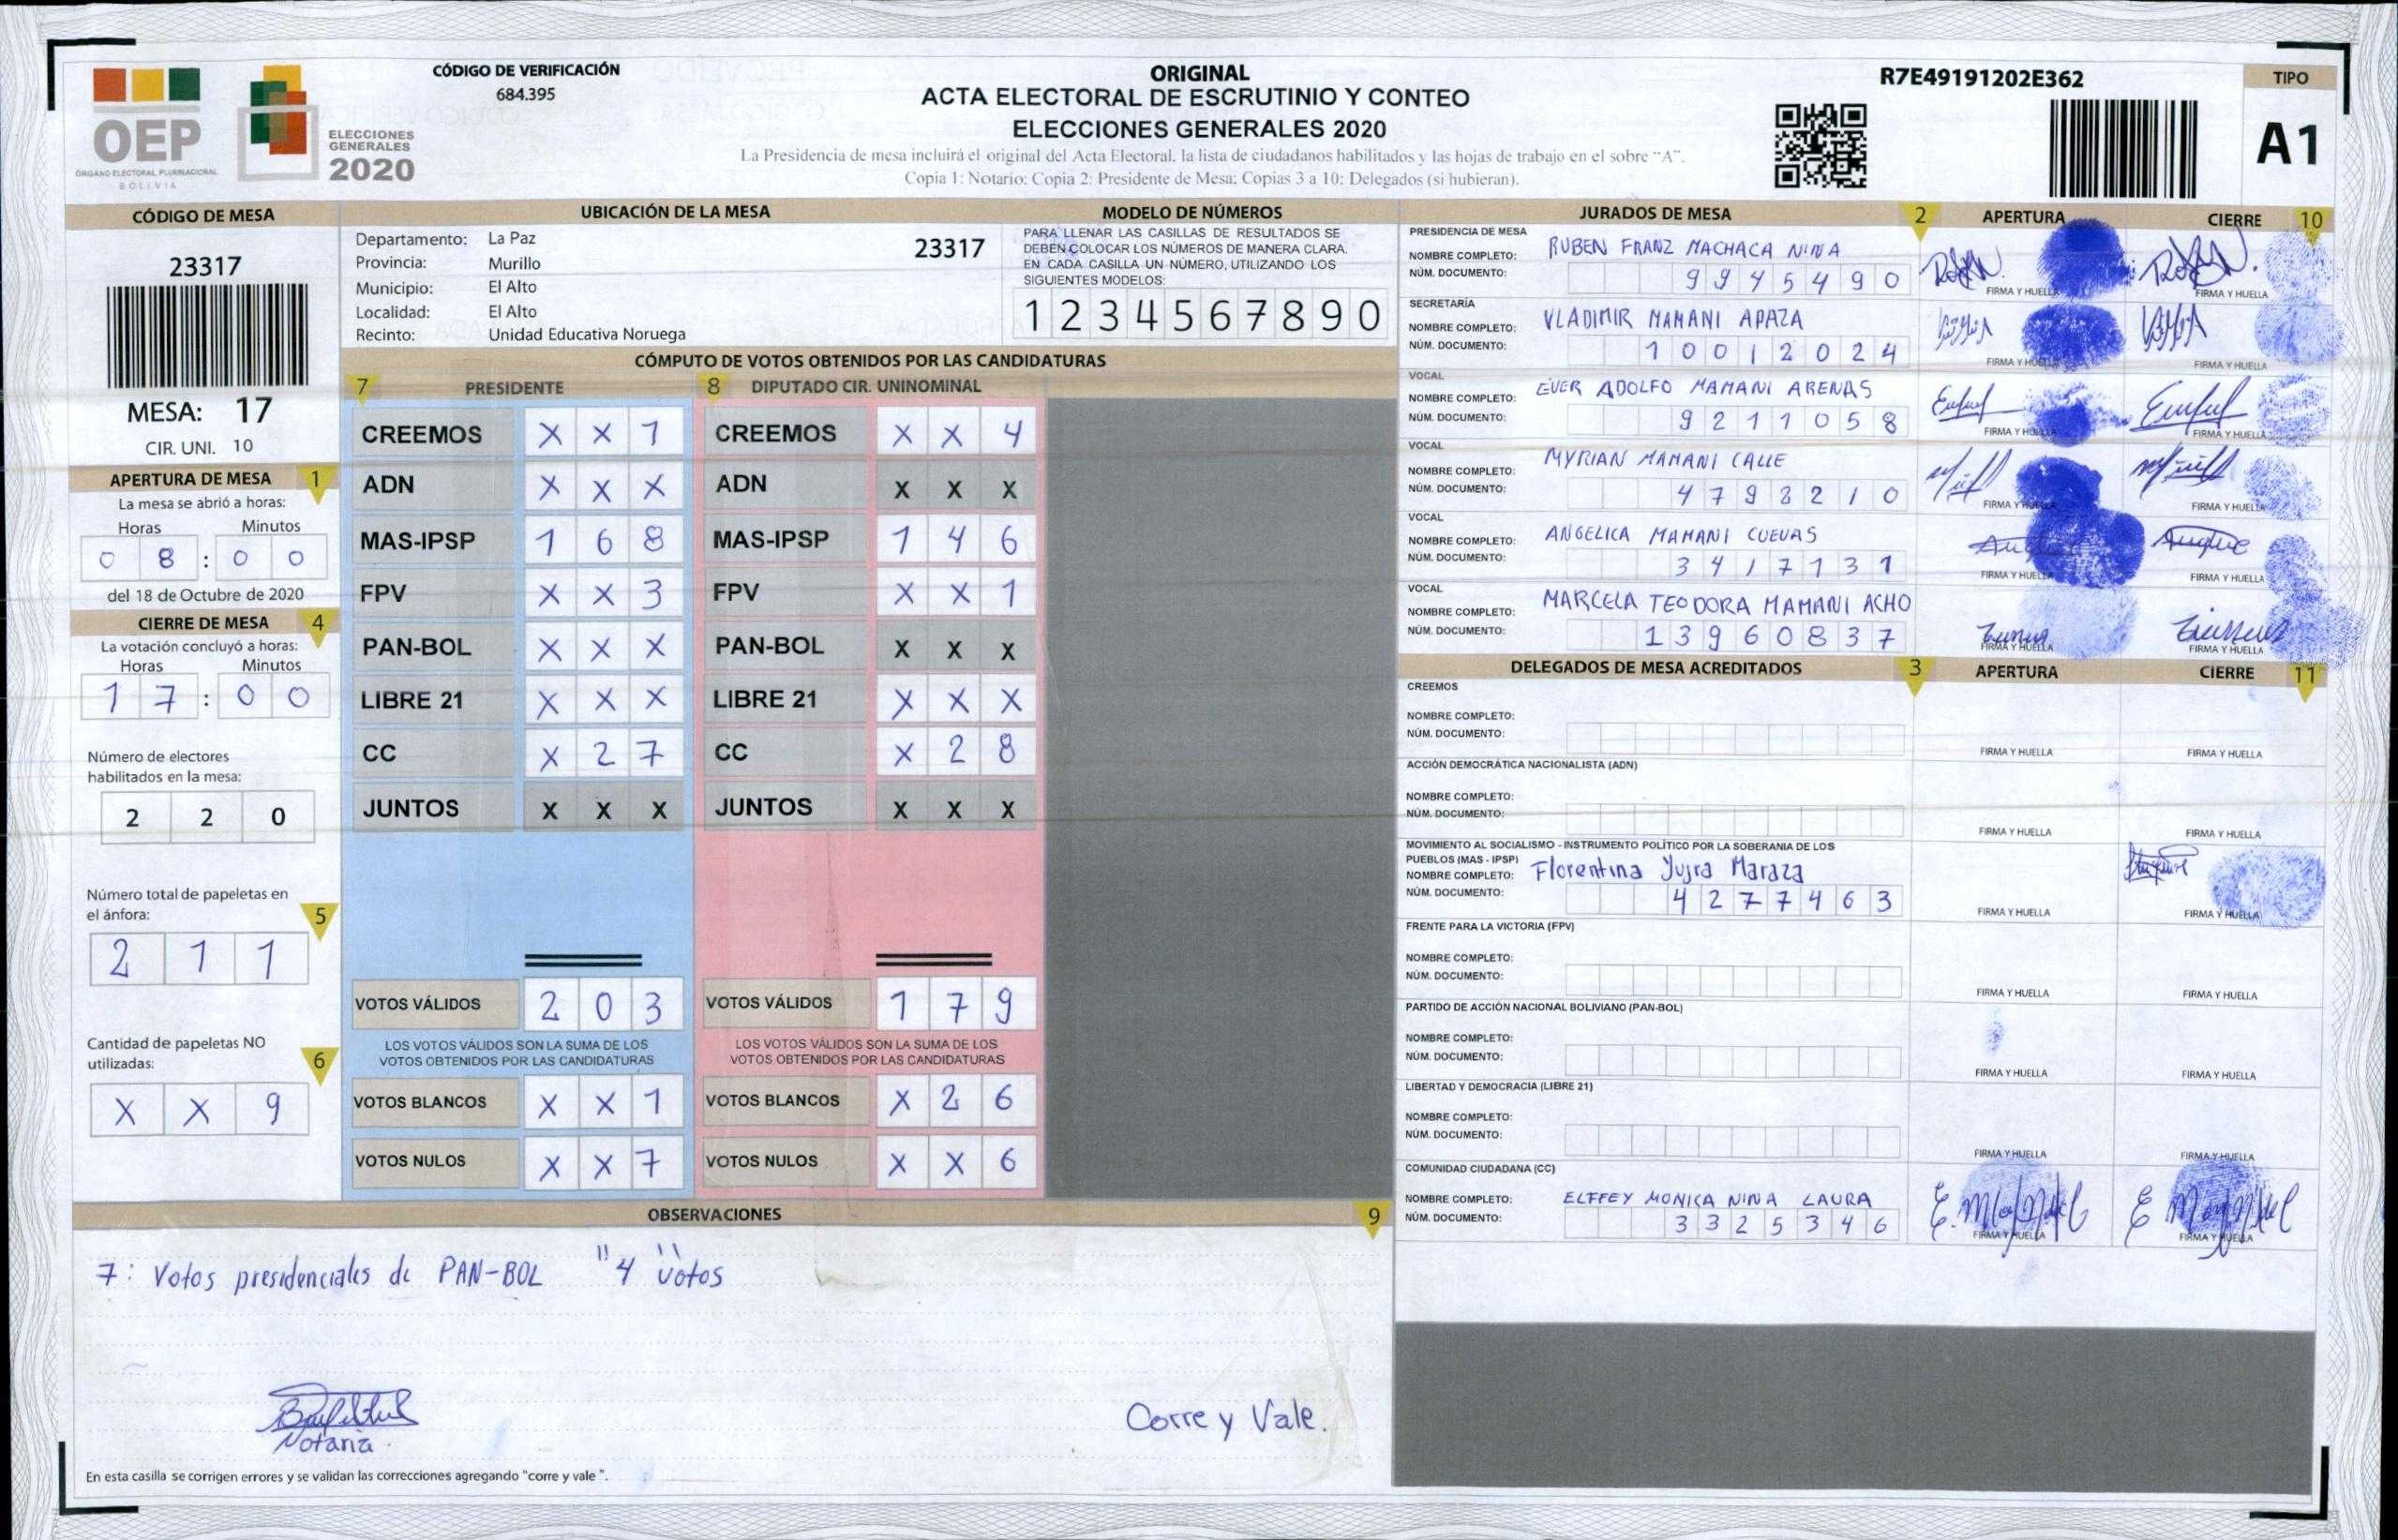 OEP
ÓRGANO ELECTORAL PLURINACIONAL
BOLIVIA
ELECCIONES
GENERALES
2020
CÓDIGO DE VERIFICACIÓN
684.395
ORIGINAL
ACTA ELECTORAL DE ESCRUTINIO Y CONTEO
ELECCIONES GENERALES 2020
La Presidencia de mesa incluirá el original del Acta Electoral, la lista de ciudadanos habilitados y las hojas de trabajo en el sobre "A".
Copia 1: Notario; Copia 2: Presidente de Mesa; Copias 3 a 10: Delegados (si hubieran).
R7E49191202E362
TIPO
A1
CÓDIGO DE MESA
23317
MESA: 17
CIR. UNI. 10
APERTURA DE MESA 1
La mesa se abrió a horas:
Horas Minutos
0 8 : 0 0
del 18 de Octubre de 2020
CIERRE DE MESA 4
La votación concluyó a horas:
Horas Minutos
1 7 : 0 0
Número de electores
habilitados en la mesa:
2 2 0
Número total de papeletas en
el ánfora: 5
2 1 1
Cantidad de papeletas NO
utilizadas: 6
X X 9
UBICACIÓN DE LA MESA
Departamento: La Paz 23317
Provincia: Murillo
Municipio: El Alto
Localidad: El Alto
Recinto: Unidad Educativa Noruega
MODELO DE NÚMEROS
PARA LLENAR LAS CASILLAS DE RESULTADOS SE
DEBEN COLOCAR LOS NÚMEROS DE MANERA CLARA.
EN CADA CASILLA UN NÚMERO, UTILIZANDO LOS
SIGUIENTES MODELOS:
1 2 3 4 5 6 7 8 9 0
CÓMPUTO DE VOTOS OBTENIDOS POR LAS CANDIDATURAS
7 PRESIDENTE 8 DIPUTADO CIR. UNINOMINAL
CREEMOS X X 1 CREEMOS X X 4
ADN X X X ADN X X X
MAS-IPSP 1 6 8 MAS-IPSP 1 4 6
FPV X X 3 FPV X X 1
PAN-BOL X X X PAN-BOL X X X
LIBRE 21 X X X LIBRE 21 X X X
CC X 2 7 CC X 2 8
JUNTOS X X X JUNTOS X X X
VOTOS VÁLIDOS 2 0 3 VOTOS VÁLIDOS 1 7 9
LOS VOTOS VÁLIDOS SON LA SUMA DE LOS LOS VOTOS VÁLIDOS SON LA SUMA DE LOS
VOTOS OBTENIDOS POR LAS CANDIDATURAS VOTOS OBTENIDOS POR LAS CANDIDATURAS
VOTOS BLANCOS X X 1 VOTOS BLANCOS X 2 6
VOTOS NULOS X X 7 VOTOS NULOS X X 6
OBSERVACIONES 9
7: Votos presidenciales de PAN-BOL "4" votos
Notaria.
Corre y Vale.
En esta casilla se corrigen errores y se validan las correcciones agregando "corre y vale ".
JURADOS DE MESA 2 APERTURA CIERRE 10
PRESIDENCIA DE MESA
NOMBRE COMPLETO: RUBEN FRANZ MACHACA NINA
NÚM. DOCUMENTO: 9 9 4 5 4 9 0
FIRMA Y HUELLA FIRMA Y HUELLA
SECRETARÍA
NOMBRE COMPLETO: VLADIMIR MAMANI APAZA
NÚM. DOCUMENTO: 1 0 0 1 2 0 2 4
FIRMA Y HUELLA FIRMA Y HUELLA
VOCAL
NOMBRE COMPLETO: EVER ADOLFO MAMANI ARENAS
NÚM. DOCUMENTO: 9 2 1 1 0 5 8
FIRMA Y HUELLA FIRMA Y HUELLA
VOCAL
NOMBRE COMPLETO: MYRIAN MAMANI CALLE
NÚM. DOCUMENTO: 4 7 9 8 2 1 0
FIRMA Y HUELLA FIRMA Y HUELLA
VOCAL
NOMBRE COMPLETO: ANGELICA MAMANI CUEVAS
NÚM. DOCUMENTO: 3 4 1 7 1 3 1
FIRMA Y HUELLA FIRMA Y HUELLA
VOCAL
NOMBRE COMPLETO: MARCELA TEODORA MAMANI ACHO
NÚM. DOCUMENTO: 1 3 9 6 0 8 3 7
FIRMA Y HUELLA FIRMA Y HUELLA
DELEGADOS DE MESA ACREDITADOS 3 APERTURA CIERRE 11
CREEMOS
NOMBRE COMPLETO:
NÚM. DOCUMENTO:
FIRMA Y HUELLA FIRMA Y HUELLA
ACCIÓN DEMOCRÁTICA NACIONALISTA (ADN)
NOMBRE COMPLETO:
NÚM. DOCUMENTO:
FIRMA Y HUELLA FIRMA Y HUELLA
MOVIMIENTO AL SOCIALISMO - INSTRUMENTO POLÍTICO POR LA SOBERANIA DE LOS
PUEBLOS (MAS - IPSP)
NOMBRE COMPLETO: Florentina Yujra Maraza
NÚM. DOCUMENTO: 4 2 7 7 4 6 3
FIRMA Y HUELLA FIRMA Y HUELLA
FRENTE PARA LA VICTORIA (FPV)
NOMBRE COMPLETO:
NÚM. DOCUMENTO:
FIRMA Y HUELLA FIRMA Y HUELLA
PARTIDO DE ACCIÓN NACIONAL BOLIVIANO (PAN-BOL)
NOMBRE COMPLETO:
NÚM. DOCUMENTO:
FIRMA Y HUELLA FIRMA Y HUELLA
LIBERTAD Y DEMOCRACIA (LIBRE 21)
NOMBRE COMPLETO:
NÚM. DOCUMENTO:
FIRMA Y HUELLA FIRMA Y HUELLA
COMUNIDAD CIUDADANA (CC)
NOMBRE COMPLETO: ELFFEY MONICA NINA LAURA
NÚM. DOCUMENTO: 3 3 2 5 3 4 6
FIRMA Y HUELLA FIRMA Y HUELLA